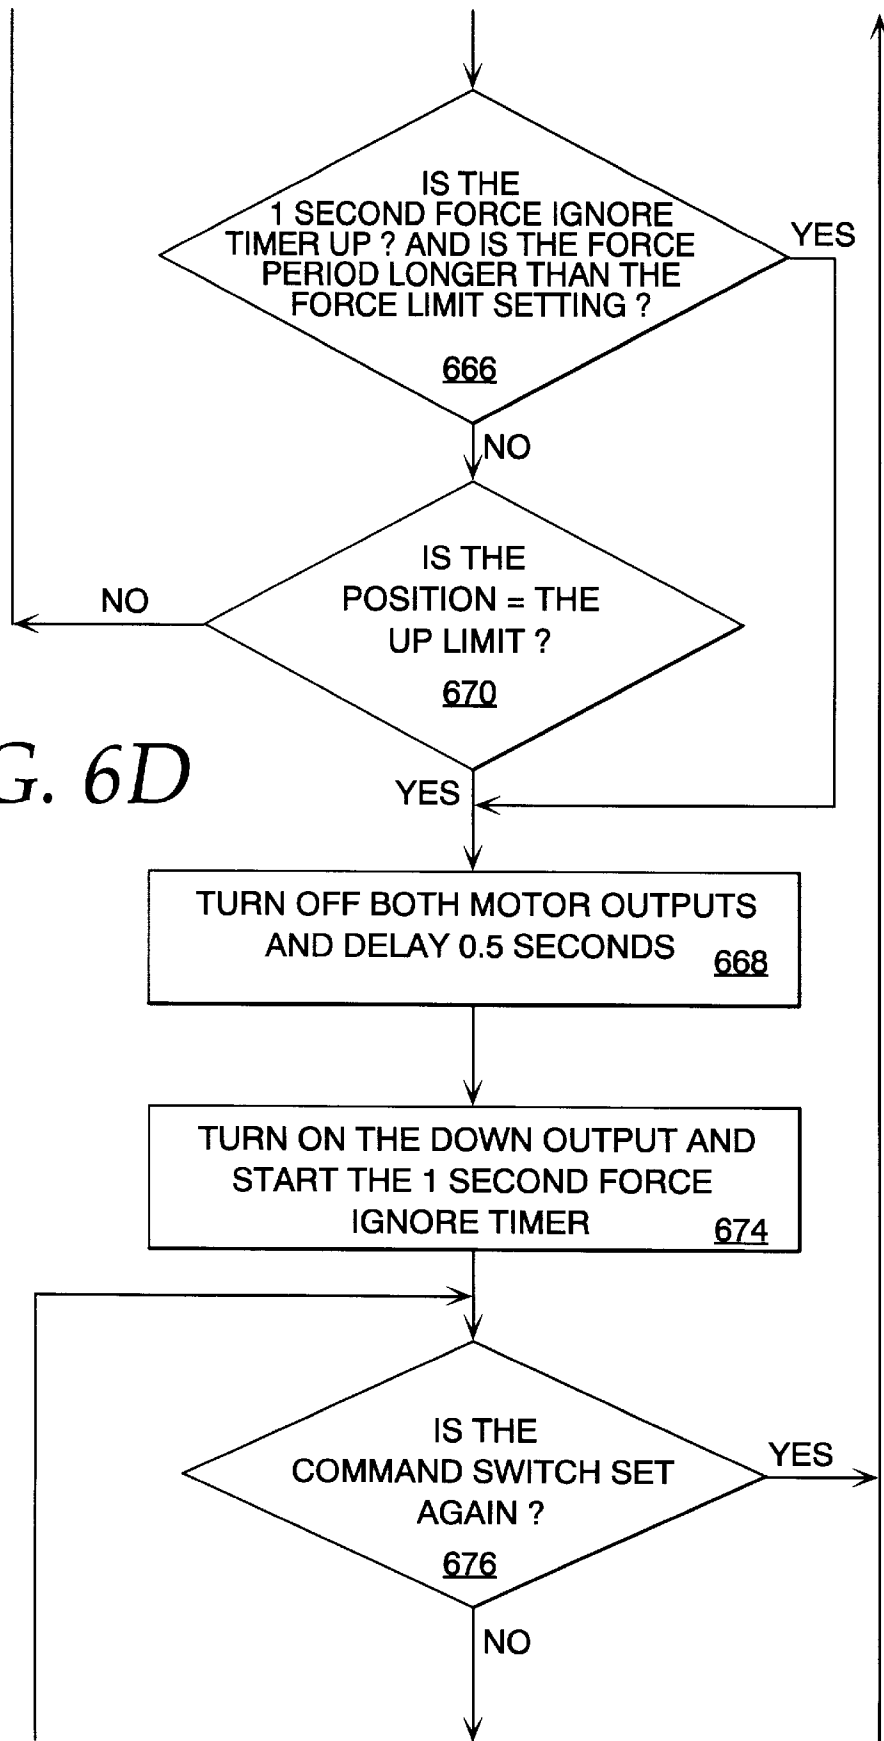 IS THE
1 SECOND FORCE IGNORE
TIMER UP ? AND IS THE FORCE
PERIOD LONGER THAN THE
FORCE LIMIT SETTING ?
666
YES
NO
IS THE
POSITION = THE
UP LIMIT ?
670
NO
YES
G. 6D
TURN OFF BOTH MOTOR OUTPUTS
AND DELAY 0.5 SECONDS
668
TURN ON THE DOWN OUTPUT AND
START THE 1 SECOND FORCE
IGNORE TIMER
674
IS THE
COMMAND SWITCH SET
AGAIN ?
676
YES
NO